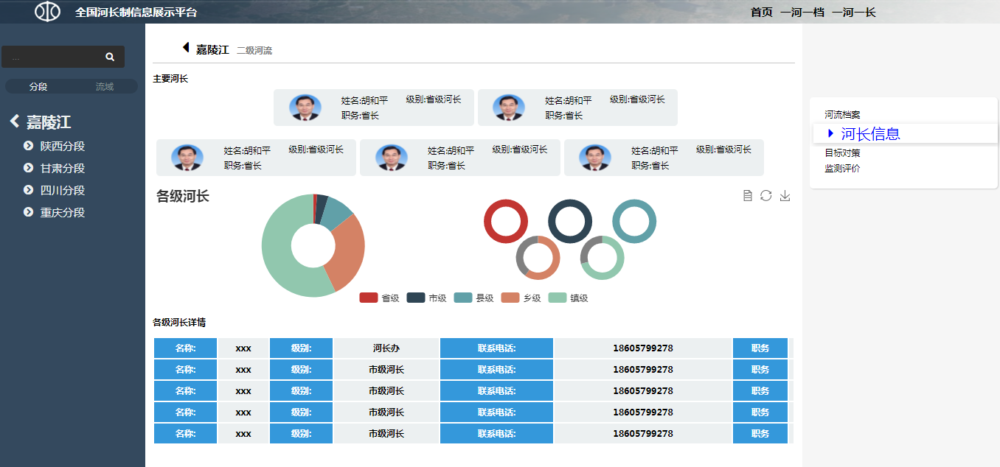 全国河长制信息展示平台
首页 一河一档 一河一长
...
分段 流域
嘉陵江
陕西分段
甘肃分段
四川分段
重庆分段
嘉陵江 二级河流
主要河长
姓名:胡和平 级别:省级河长
职务:省长
姓名:胡和平 级别:省级河长
职务:省长
姓名:胡和平 级别:省级河长
职务:省长
姓名:胡和平 级别:省级河长
职务:省长
姓名:胡和平 级别:省级河长
职务:省长
各级河长
省级 市级 县级 乡级 镇级
各级河长详情
名称: xxx 级别: 河长办 联系电话: 18605799278 职务
名称: xxx 级别: 市级河长 联系电话: 18605799278 职务
名称: xxx 级别: 市级河长 联系电话: 18605799278 职务
名称: xxx 级别: 市级河长 联系电话: 18605799278 职务
名称: xxx 级别: 市级河长 联系电话: 18605799278 职务
河流档案
河长信息
目标对策
监测评价